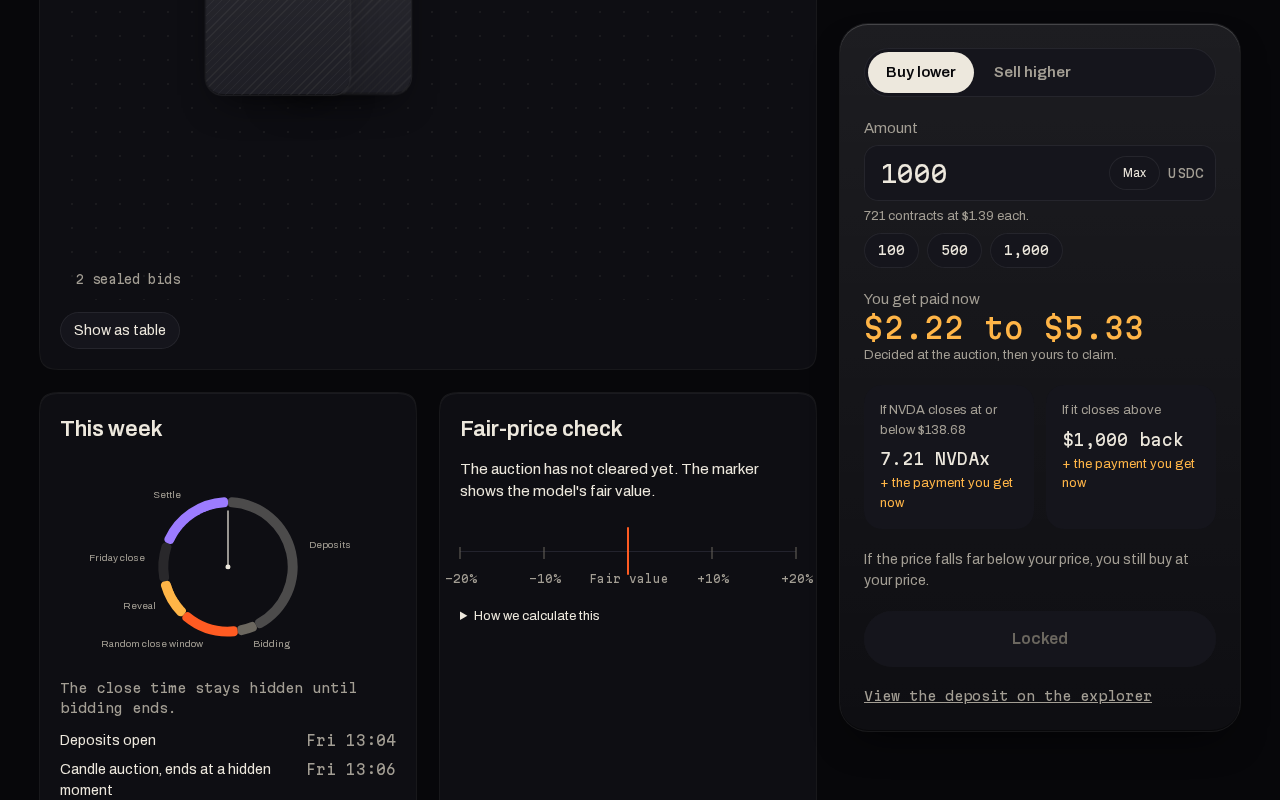 2 sealed bids
Show as table
This week
Settle
Deposits
Friday close
Reveal
Random close window
Bidding
The close time stays hidden until
bidding ends.
Deposits open
Fri 13:04
Candle auction, ends at a hidden
moment
Fri 13:06
Fair-price check
The auction has not cleared yet. The marker
shows the model's fair value.
-20%
-10%
Fair value
+10%
+20%
How we calculate this
Buy lower
Sell higher
Amount
1000
Max
USDC
721 contracts at $1.39 each.
100
500
1,000
You get paid now
$2.22 to $5.33
Decided at the auction, then yours to claim.
If NVDA closes at or
below $138.68
7.21 NVDAx
+ the payment you get
now
If it closes above
$1,000 back
+ the payment you get
now
If the price falls far below your price, you still buy at
your price.
Locked
View the deposit on the explorer